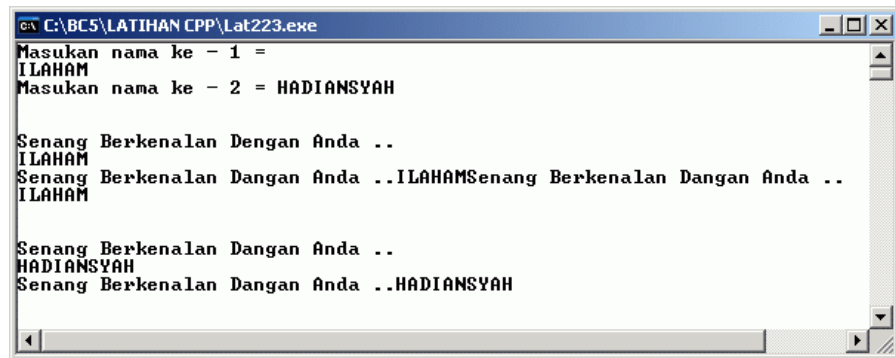 C:\BC5\LATIHAN CPP\Lat223.exe
Masukan nama ke - 1 =
ILAHAM
Masukan nama ke - 2 = HADIANSYAH
Senang Berkenalan Dengan Anda ..
ILAHAM
Senang Berkenalan Dangan Anda ..ILAHAMSenang Berkenalan Dangan Anda ..
ILAHAM
Senang Berkenalan Dangan Anda ..
HADIANSYAH
Senang Berkenalan Dangan Anda ..HADIANSYAH